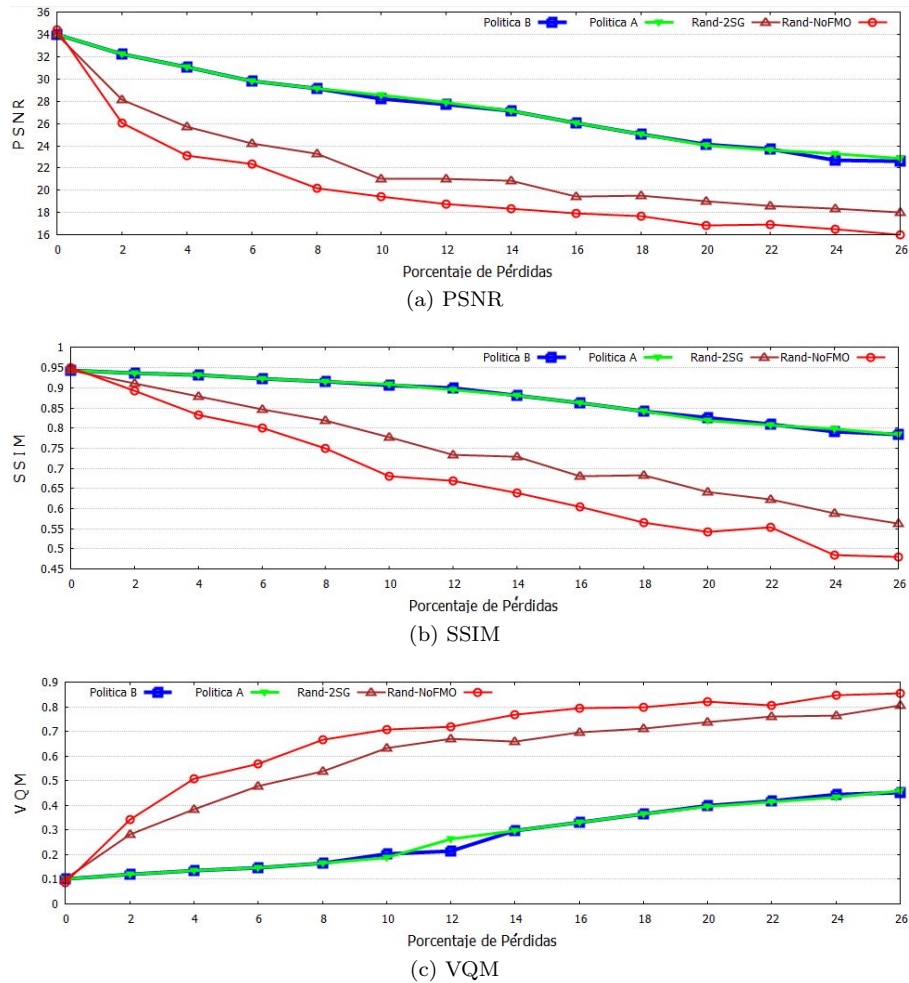 36
34
32
30
28
26
24
22
20
18
16
P S N R
Politica B
Politica A
Rand-2SG
Rand-NoFMO
0 2 4 6 8 10 12 14 16 18 20 22 24 26
Porcentaje de Pérdidas
(a) PSNR
1
0.95
0.9
0.85
0.8
0.75
0.7
0.65
0.6
0.55
0.5
0.45
S S I M
Politica B
Politica A
Rand-2SG
Rand-NoFMO
0 2 4 6 8 10 12 14 16 18 20 22 24 26
Porcentaje de Pérdidas
(b) SSIM
0.9
0.8
0.7
0.6
0.5
0.4
0.3
0.2
0.1
0
V Q M
Politica B
Politica A
Rand-2SG
Rand-NoFMO
0 2 4 6 8 10 12 14 16 18 20 22 24 26
Porcentaje de Pérdidas
(c) VQM